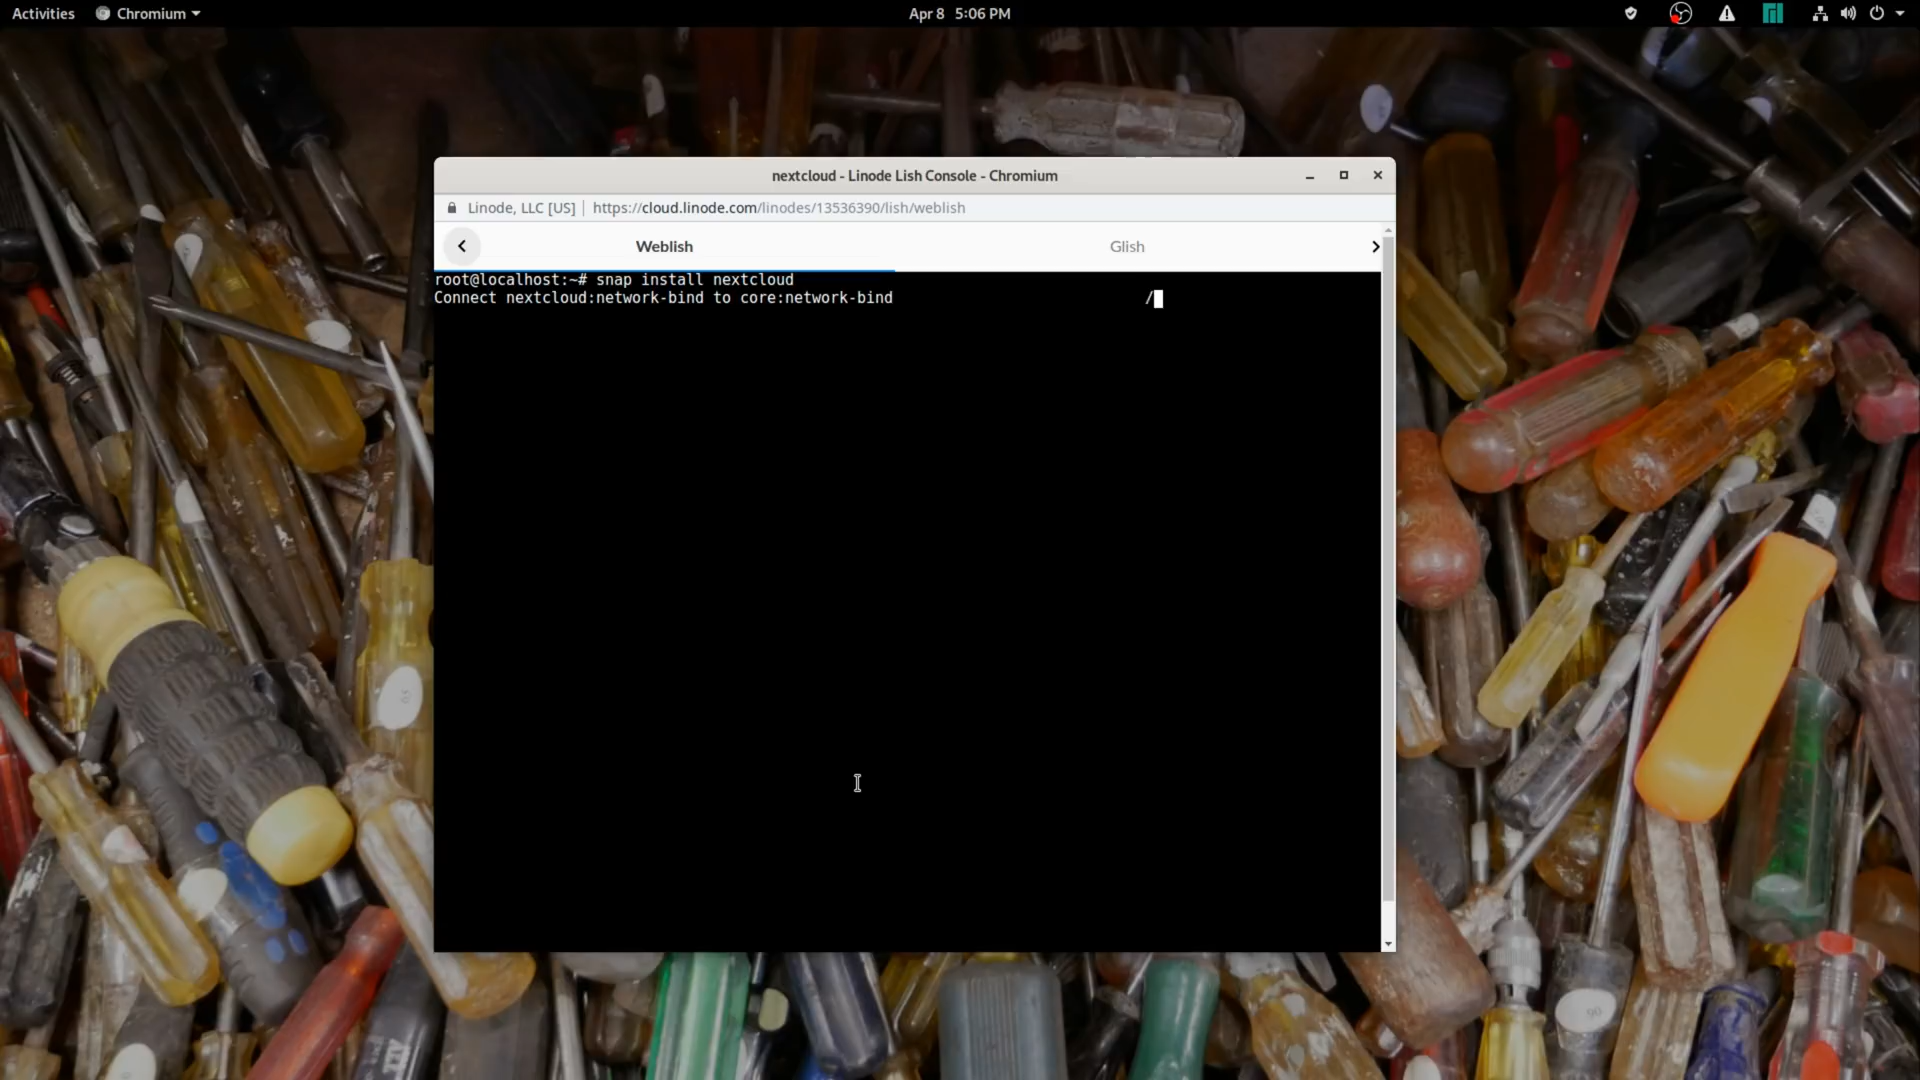 Activities Chromium Apr 8 5:06 PM
nextcloud - Linode Lish Console - Chromium
Linode, LLC [US] https://cloud.linode.com/linodes/13536390/lish/weblish
Weblish Glish
root@localhost:~# snap install nextcloud
Connect nextcloud:network-bind to core:network-bind /